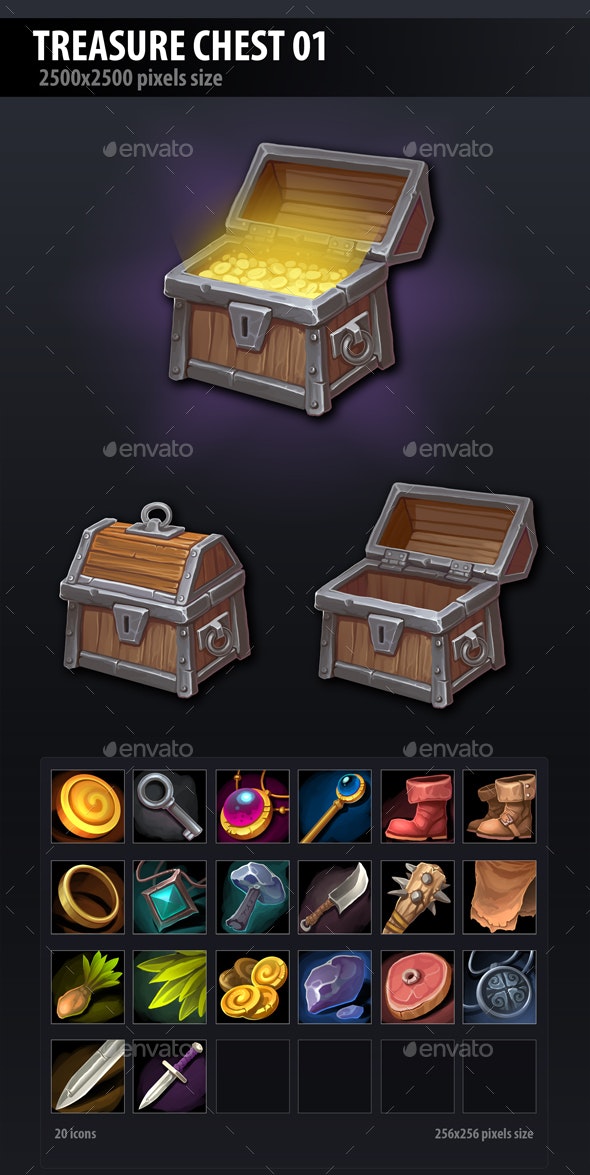 TREASURE CHEST 01
2500x2500 pixels size
envato envato
envato envato
envato envato
envato envato
20 icons
256x256 pixels size